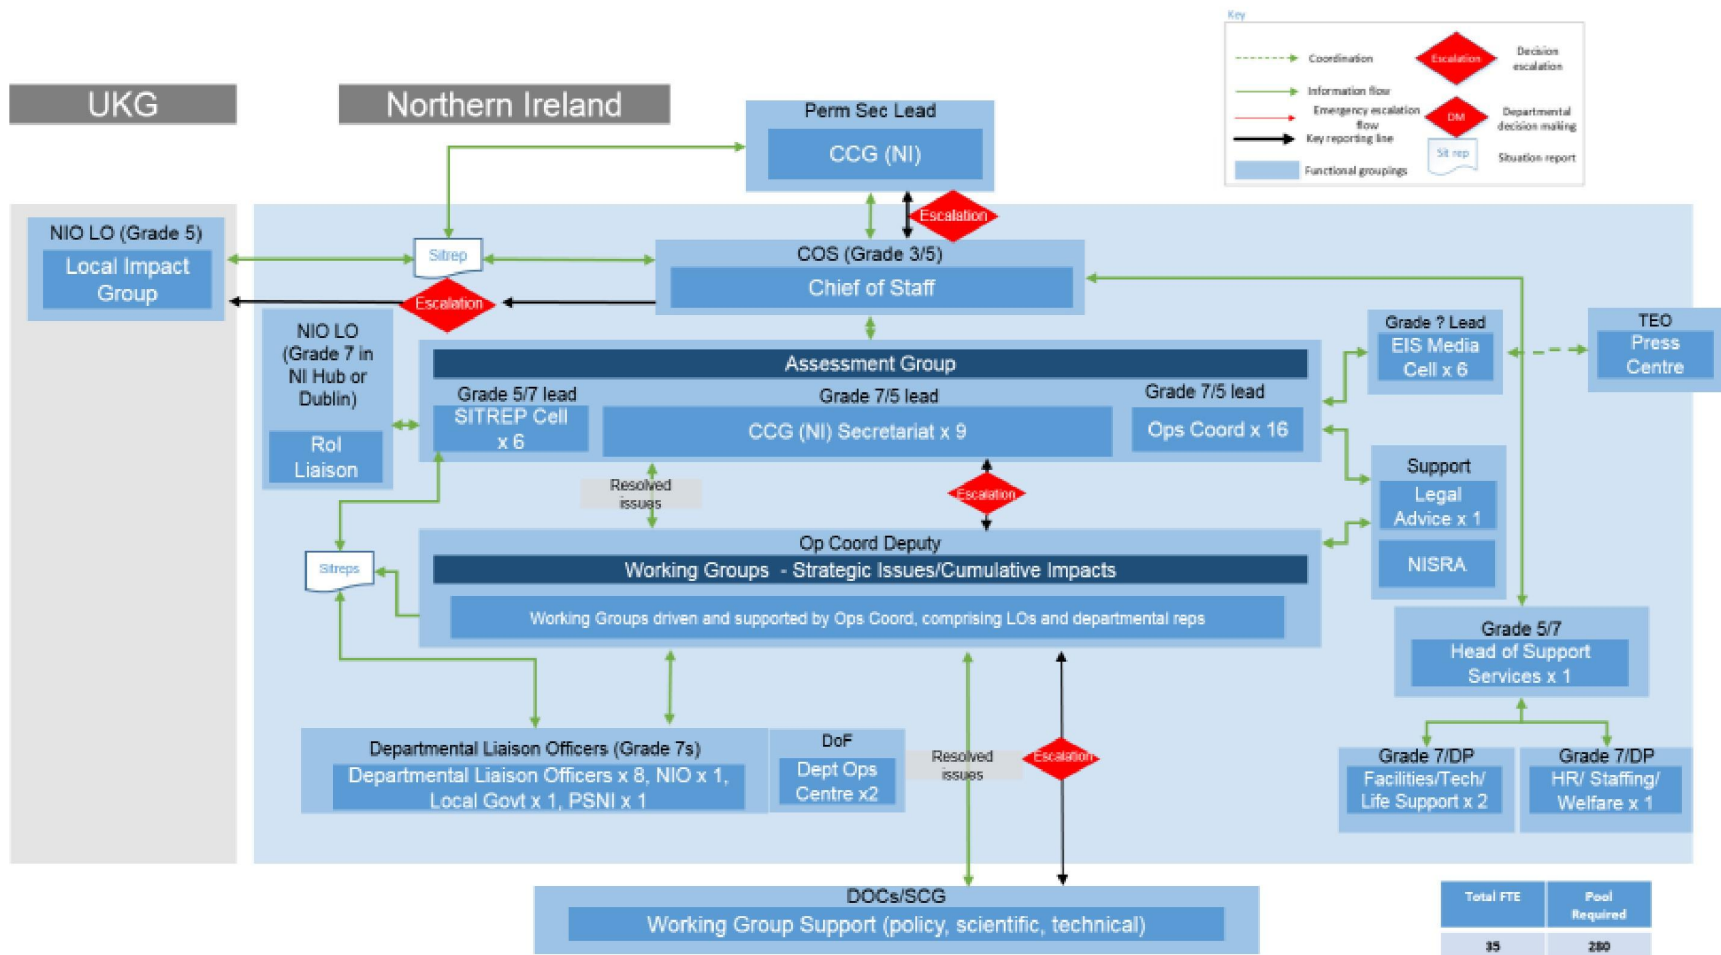 Key
Coordination
Escalation
Decision
escalation
Information flow
Emergency escalation
flow
DM
Departmental
decision making
Key reporting line
Sit rep
Situation report
Functional groupings
UKG
Northern Ireland
Perm Sec Lead
CCG (NI)
Escalation
NIO LO (Grade 5)
Local Impact
Group
Sitrep
COS (Grade 3/5)
Chief of Staff
Escalation
NIO LO
(Grade 7 in
NI Hub or
Dublin)
RoI
Liaison
Assessment Group
Grade 5/7 lead
SITREP Cell
x 6
Grade 7/5 lead
CCG (NI) Secretariat x 9
Grade 7/5 lead
Ops Coord x 16
Grade ? Lead
EIS Media
Cell x 6
TEO
Press
Centre
Resolved
issues
Escalation
Support
Legal
Advice x 1
NISRA
Op Coord Deputy
Working Groups - Strategic Issues/Cumulative Impacts
Working Groups driven and supported by Ops Coord, comprising LOs and departmental reps
Sitreps
Grade 5/7
Head of Support
Services x 1
Departmental Liaison Officers (Grade 7s)
Departmental Liaison Officers x 8, NIO x 1,
Local Govt x 1, PSNI x 1
DoF
Dept Ops
Centre x2
Resolved
issues
Escalation
Grade 7/DP
Facilities/Tech/
Life Support x 2
Grade 7/DP
HR/ Staffing/
Welfare x 1
DOCs/SCG
Working Group Support (policy, scientific, technical)
Total FTE
Pool
Required
35
280